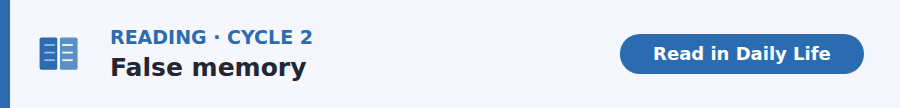 READING · CYCLE 2
False memory
Read in Daily Life